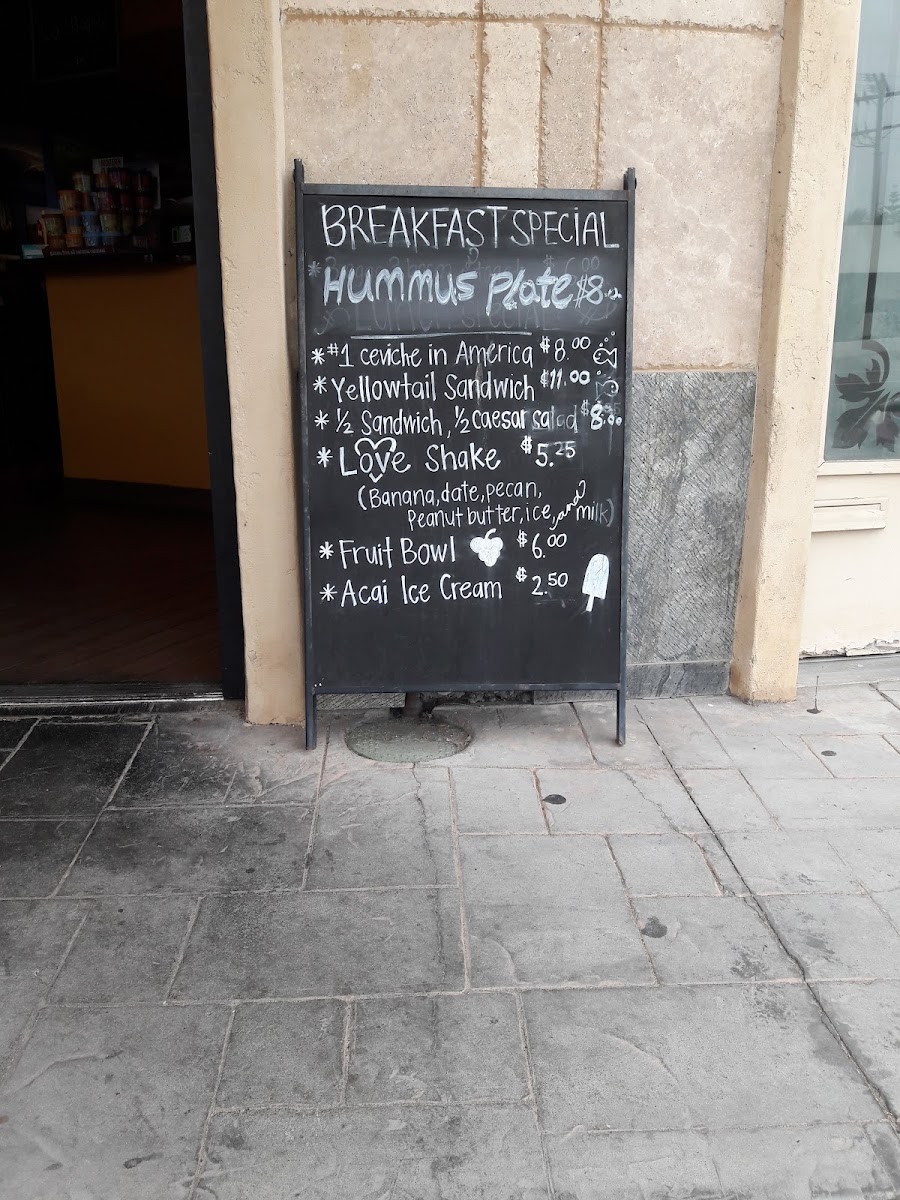 BREAKFAST SPECIAL
* Hummus Plate $8.
*#1 ceviche in America $8.00
* Yellowtail Sandwich $11.00
* 1/2 Sandwich, 1/2 caesar salad $8.00
* Love Shake $5.25
(Banana, date, pecan,
Peanut butter, ice, and milk)
* Fruit Bowl $6.00
* Acai Ice Cream $2.50